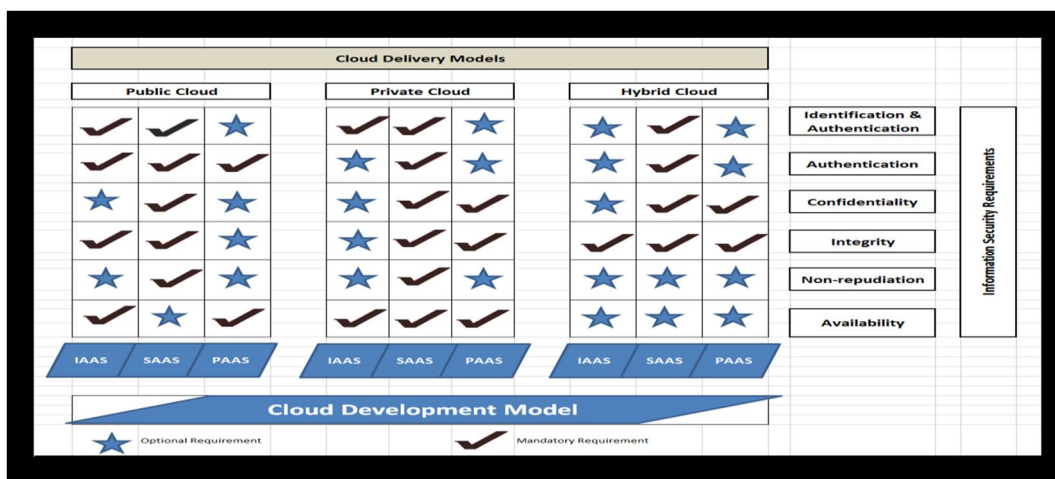 Cloud Delivery Models
Public Cloud
Private Cloud
Hybrid Cloud
Identification &
Authentication
Authentication
Confidentiality
Integrity
Non-repudiation
Availability
Information Security Requirements
IAAS
SAAS
PAAS
IAAS
SAAS
PAAS
IAAS
SAAS
PAAS
Cloud Development Model
Optional Requirement
Mandatory Requirement